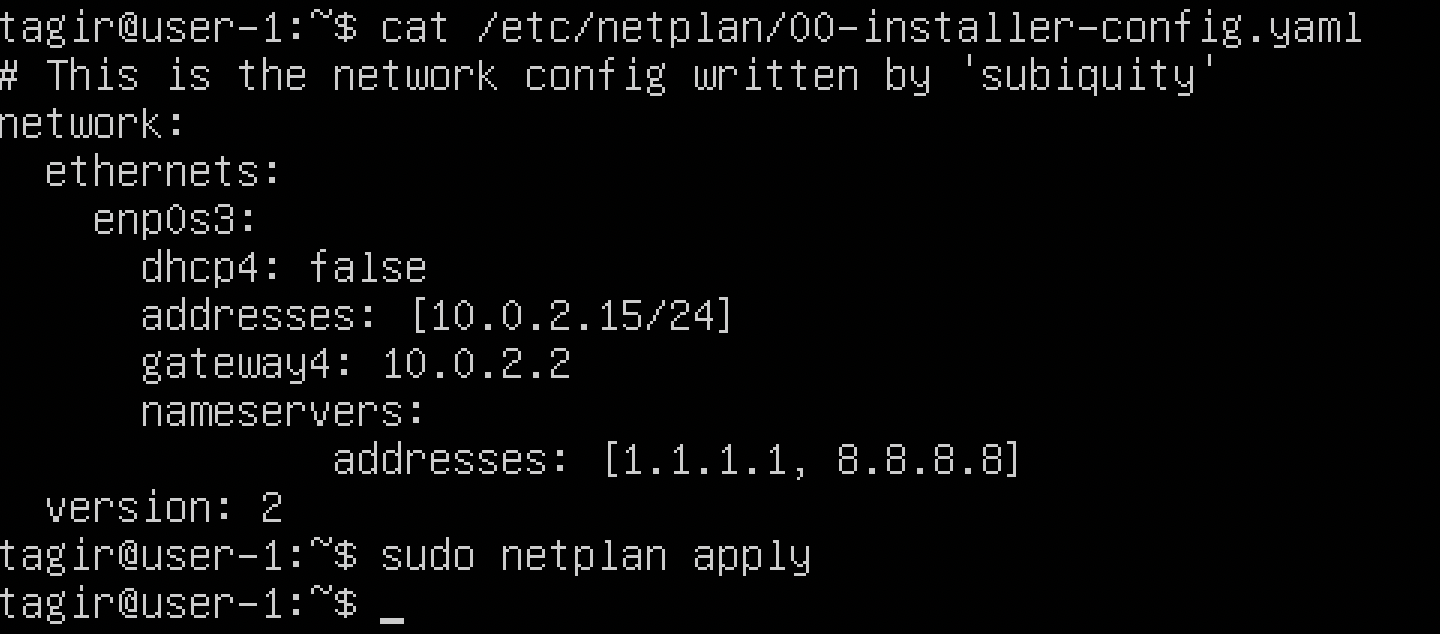 tagir@user-1:~$ cat /etc/netplan/00-installer-config.yaml
# This is the network config written by 'subiquity'
network:
  ethernets:
    enp0s3:
      dhcp4: false
      addresses: [10.0.2.15/24]
      gateway4: 10.0.2.2
      nameservers:
              addresses: [1.1.1.1, 8.8.8.8]
  version: 2
tagir@user-1:~$ sudo netplan apply
tagir@user-1:~$ _